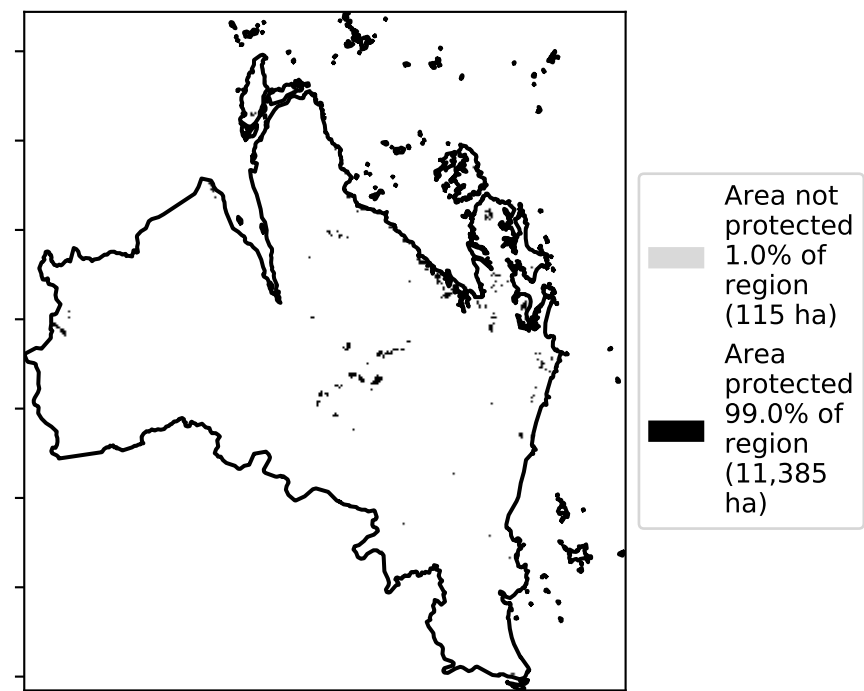 Area not
protected
1.0% of
region
(115 ha)
Area
protected
99.0% of
region
(11,385
ha)